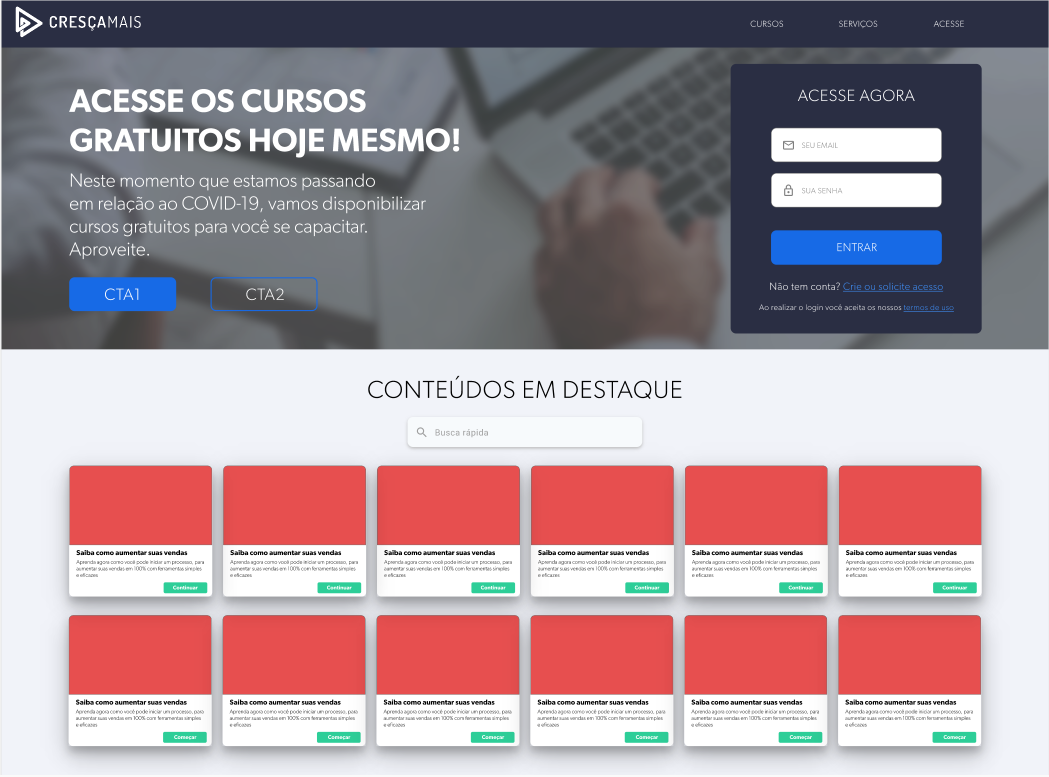 CRESÇAMAIS
CURSOS
SERVIÇOS
ACESSE
ACESSE OS CURSOS
GRATUITOS HOJE MESMO!
Neste momento que estamos passando
em relação ao COVID-19, vamos disponibilizar
cursos gratuitos para você se capacitar.
Aproveite.
CTA1
CTA2
ACESSE AGORA
SEU EMAIL
SUA SENHA
ENTRAR
Não tem conta? Crie ou solicite acesso
Ao realizar o login você aceita os nossos termos de uso
CONTEÚDOS EM DESTAQUE
Busca rápida
Saiba como aumentar suas vendas
Aprenda agora como você pode iniciar um processo, para
aumentar suas vendas em 100% com ferramentas simples
e eficazes
Continuar
Saiba como aumentar suas vendas
Aprenda agora como você pode iniciar um processo, para
aumentar suas vendas em 100% com ferramentas simples
e eficazes
Continuar
Saiba como aumentar suas vendas
Aprenda agora como você pode iniciar um processo, para
aumentar suas vendas em 100% com ferramentas simples
e eficazes
Continuar
Saiba como aumentar suas vendas
Aprenda agora como você pode iniciar um processo, para
aumentar suas vendas em 100% com ferramentas simples
e eficazes
Continuar
Saiba como aumentar suas vendas
Aprenda agora como você pode iniciar um processo, para
aumentar suas vendas em 100% com ferramentas simples
e eficazes
Continuar
Saiba como aumentar suas vendas
Aprenda agora como você pode iniciar um processo, para
aumentar suas vendas em 100% com ferramentas simples
e eficazes
Continuar
Saiba como aumentar suas vendas
Aprenda agora como você pode iniciar um processo, para
aumentar suas vendas em 100% com ferramentas simples
e eficazes
Começar
Saiba como aumentar suas vendas
Aprenda agora como você pode iniciar um processo, para
aumentar suas vendas em 100% com ferramentas simples
e eficazes
Começar
Saiba como aumentar suas vendas
Aprenda agora como você pode iniciar um processo, para
aumentar suas vendas em 100% com ferramentas simples
e eficazes
Começar
Saiba como aumentar suas vendas
Aprenda agora como você pode iniciar um processo, para
aumentar suas vendas em 100% com ferramentas simples
e eficazes
Começar
Saiba como aumentar suas vendas
Aprenda agora como você pode iniciar um processo, para
aumentar suas vendas em 100% com ferramentas simples
e eficazes
Começar
Saiba como aumentar suas vendas
Aprenda agora como você pode iniciar um processo, para
aumentar suas vendas em 100% com ferramentas simples
e eficazes
Começar